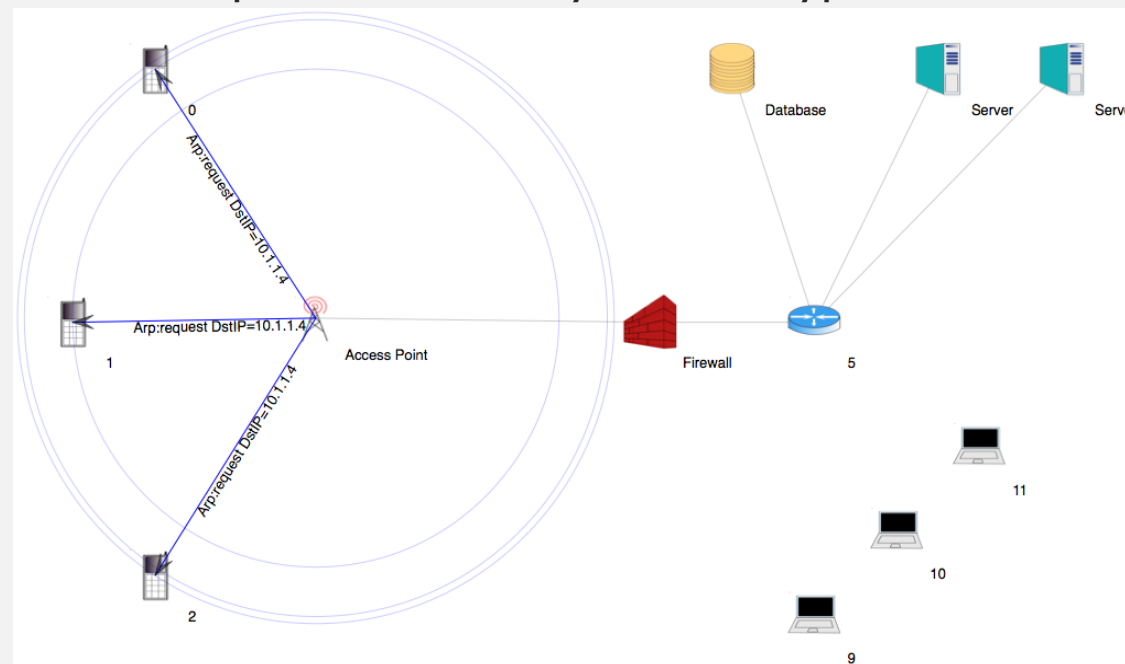 0
Database
Server
Serv
Arp:request DstIP=10.1.1.4
Arp:request DstIP=10.1.1.4
1
Access Point
Firewall
5
Arp:request DstIP=10.1.1.4
11
10
2
9